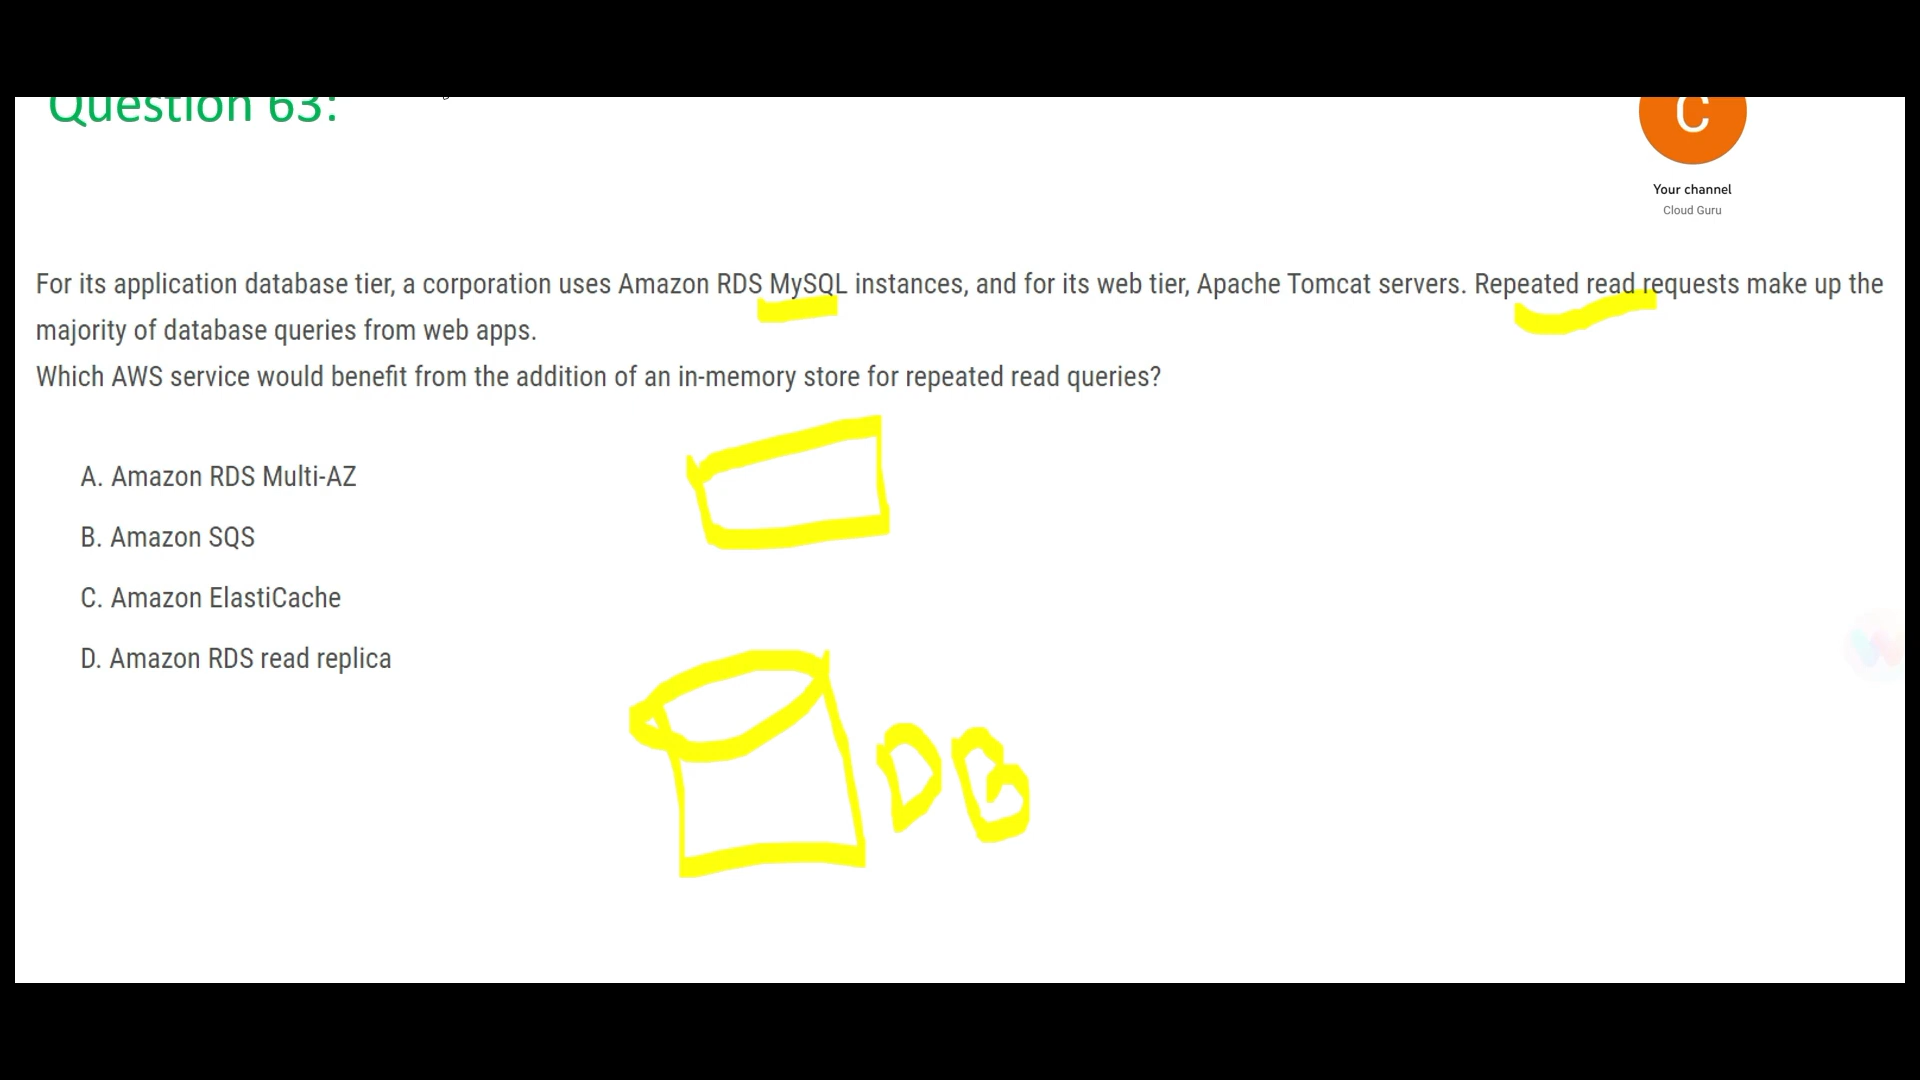 Question 63:
C
Your channel
Cloud Guru
For its application database tier, a corporation uses Amazon RDS MySQL instances, and for its web tier, Apache Tomcat servers. Repeated read requests make up the
majority of database queries from web apps.
Which AWS service would benefit from the addition of an in-memory store for repeated read queries?
A. Amazon RDS Multi-AZ
B. Amazon SQS
C. Amazon ElastiCache
D. Amazon RDS read replica
DB